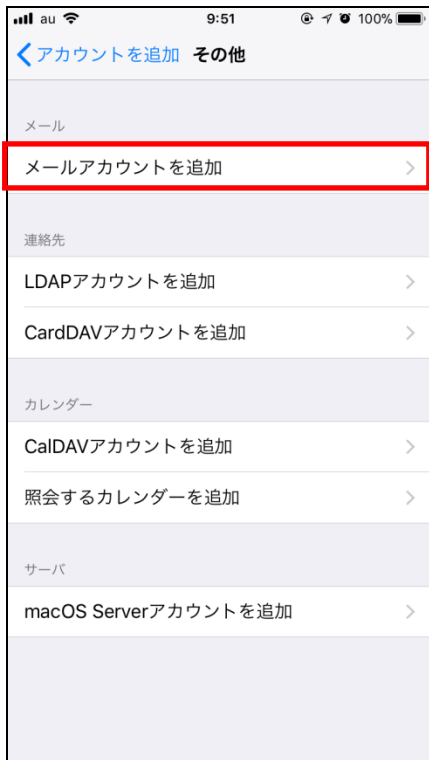 au 9:51 100%
アカウントを追加 その他
メール
メールアカウントを追加
連絡先
LDAPアカウントを追加
CardDAVアカウントを追加
カレンダー
CalDAVアカウントを追加
照会するカレンダーを追加
サーバ
macOS Serverアカウントを追加